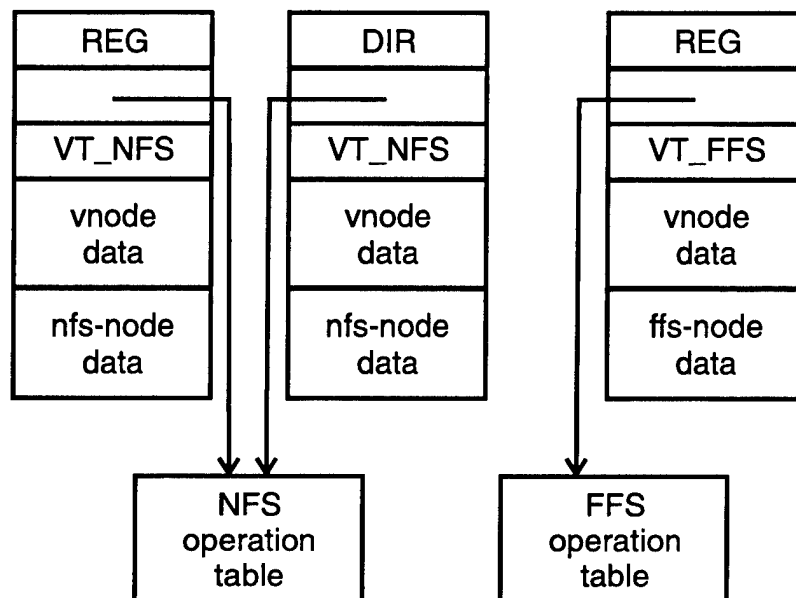 REG
VT_NFS
vnode
data
nfs-node
data
DIR
VT_NFS
vnode
data
nfs-node
data
REG
VT_FFS
vnode
data
ffs-node
data
NFS
operation
table
FFS
operation
table